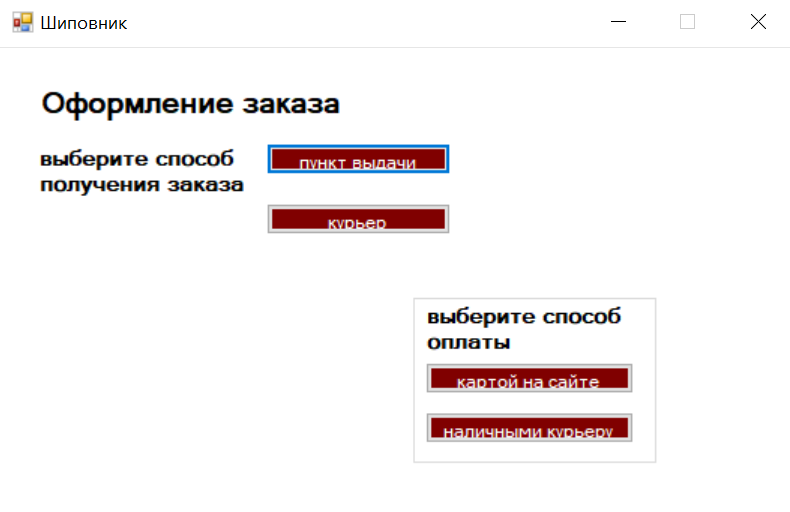 Шиповник
Оформление заказа
выберите способ
получения заказа
пункт выдачи
курьер
выберите способ
оплаты
картой на сайте
наличными курьеру